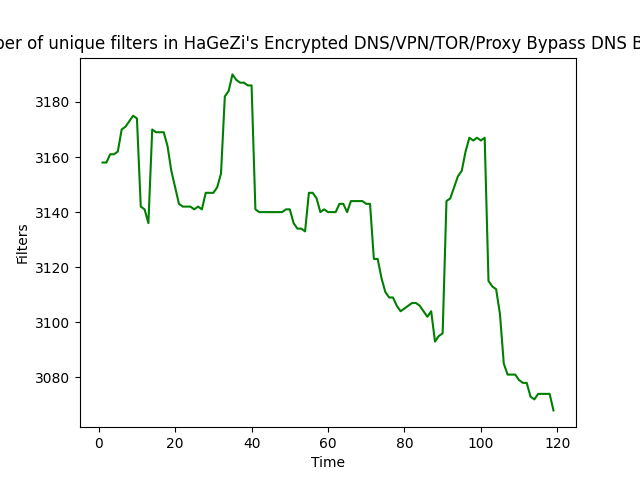 ber of unique filters in HaGeZi's Encrypted DNS/VPN/TOR/Proxy Bypass DNS B
3180
3160
3140
3120
3100
3080
Filters
0 20 40 60 80 100 120
Time